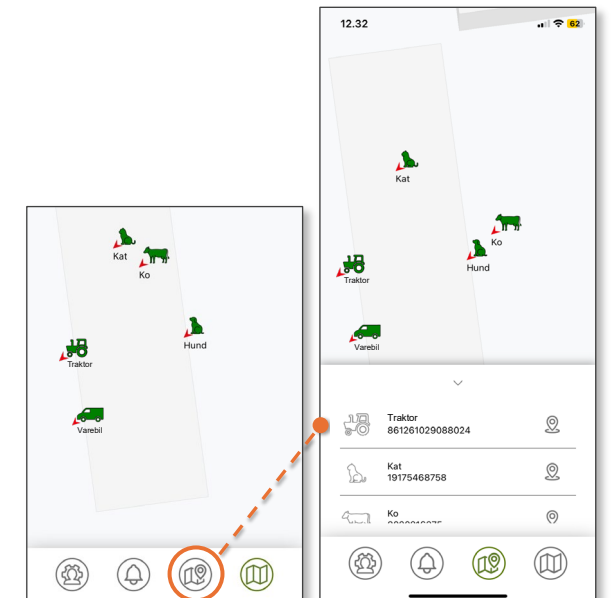 Kat
Ko
Hund
Traktor
Varebil
12.32
62
Kat
Ko
Hund
Traktor
Varebil
Traktor
861261029088024
Kat
19175468758
Ko